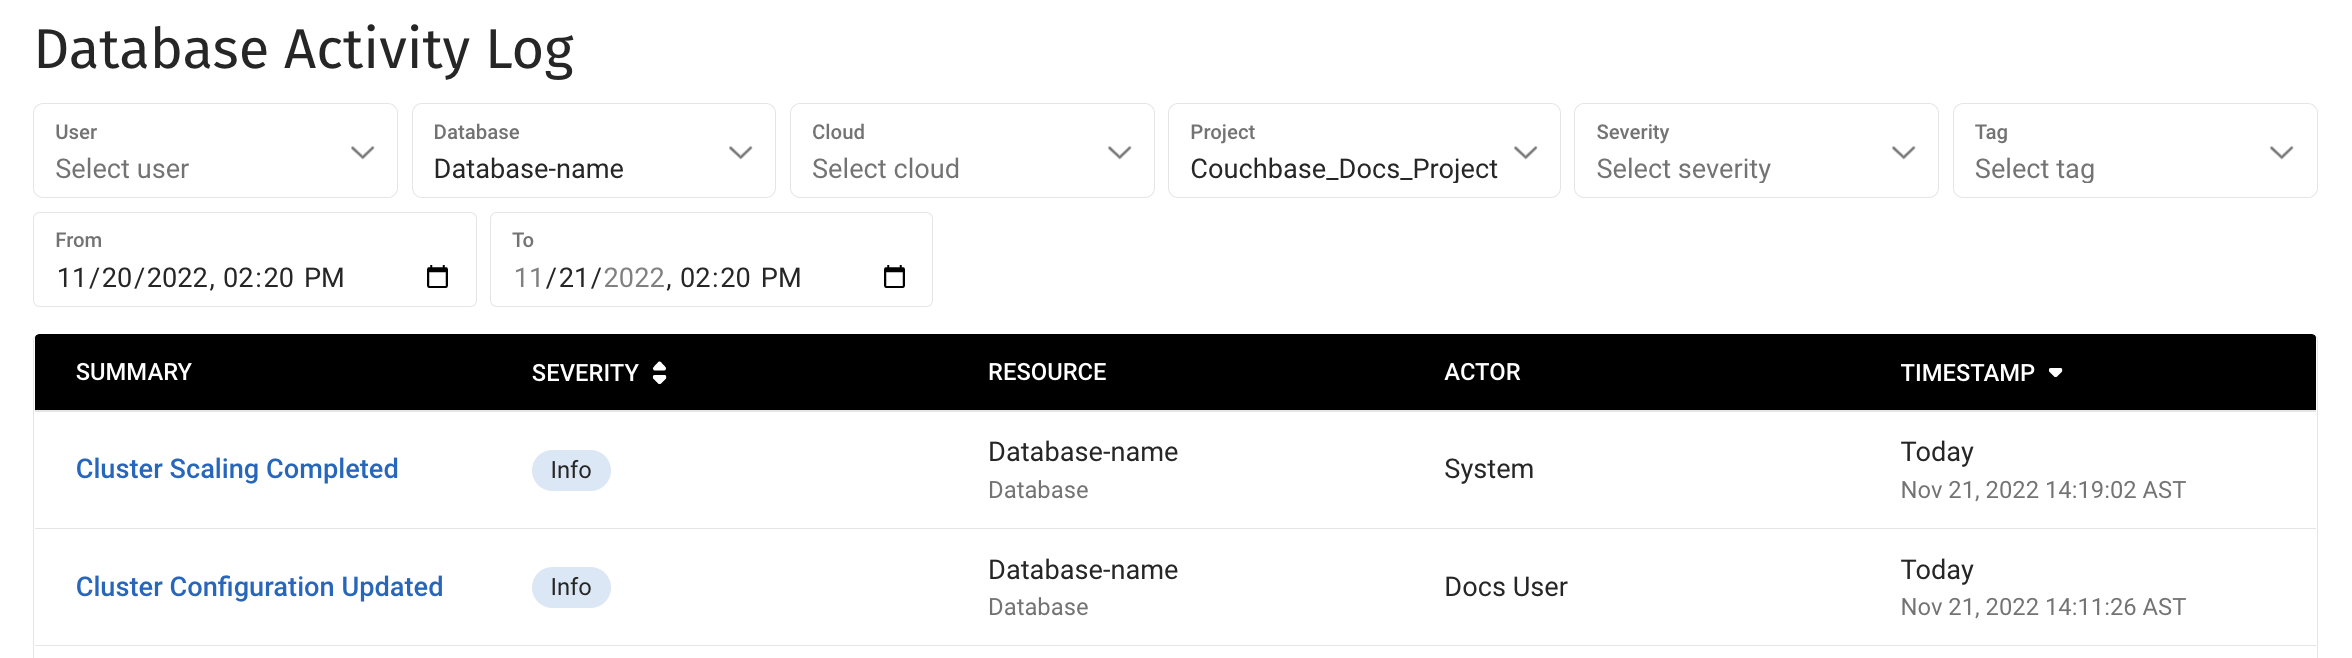 Database Activity Log
User
Select user
Database
Database-name
Cloud
Select cloud
Project
Couchbase_Docs_Project
Severity
Select severity
Tag
Select tag
From
11/20/2022, 02:20 PM
To
11/21/2022, 02:20 PM
SUMMARY SEVERITY RESOURCE ACTOR TIMESTAMP
Cluster Scaling Completed
Info
Database-name
Database
System
Today
Nov 21, 2022 14:19:02 AST
Cluster Configuration Updated
Info
Database-name
Database
Docs User
Today
Nov 21, 2022 14:11:26 AST